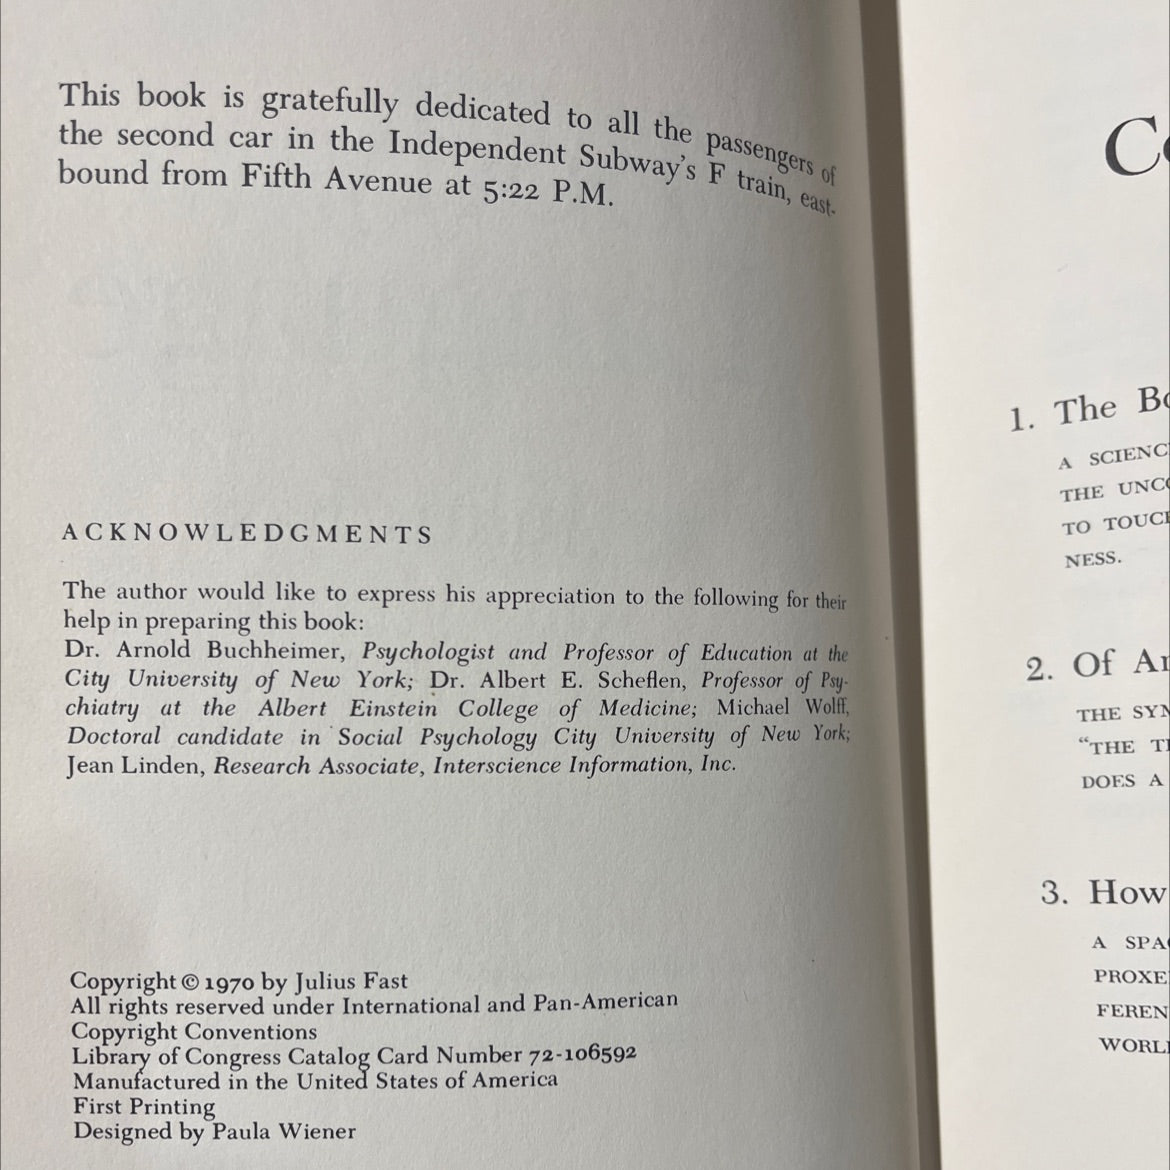 This book is gratefully dedicated to all the passengers of
the second car in the Independent Subway's F train, east-
bound from Fifth Avenue at 5:22 P.M.
ACKNOWLEDGMENTS
The author would like to express his appreciation to the following for their
help in preparing this book:
Dr. Arnold Buchheimer, Psychologist and Professor of Education at the
City University of New York; Dr. Albert E. Scheflen, Professor of Psy-
chiatry at the Albert Einstein College of Medicine; Michael Wolff,
Doctoral candidate in Social Psychology City University of New York;
Jean Linden, Research Associate, Interscience Information, Inc.
Copyright © 1970 by Julius Fast
All rights reserved under International and Pan-American
Copyright Conventions
Library of Congress Catalog Card Number 72-106592
Manufactured in the United States of America
First Printing
Designed by Paula Wiener
1. The
A
THE
TO
NESS.
2. Of
THE
"THE
DOES A
3. How
A